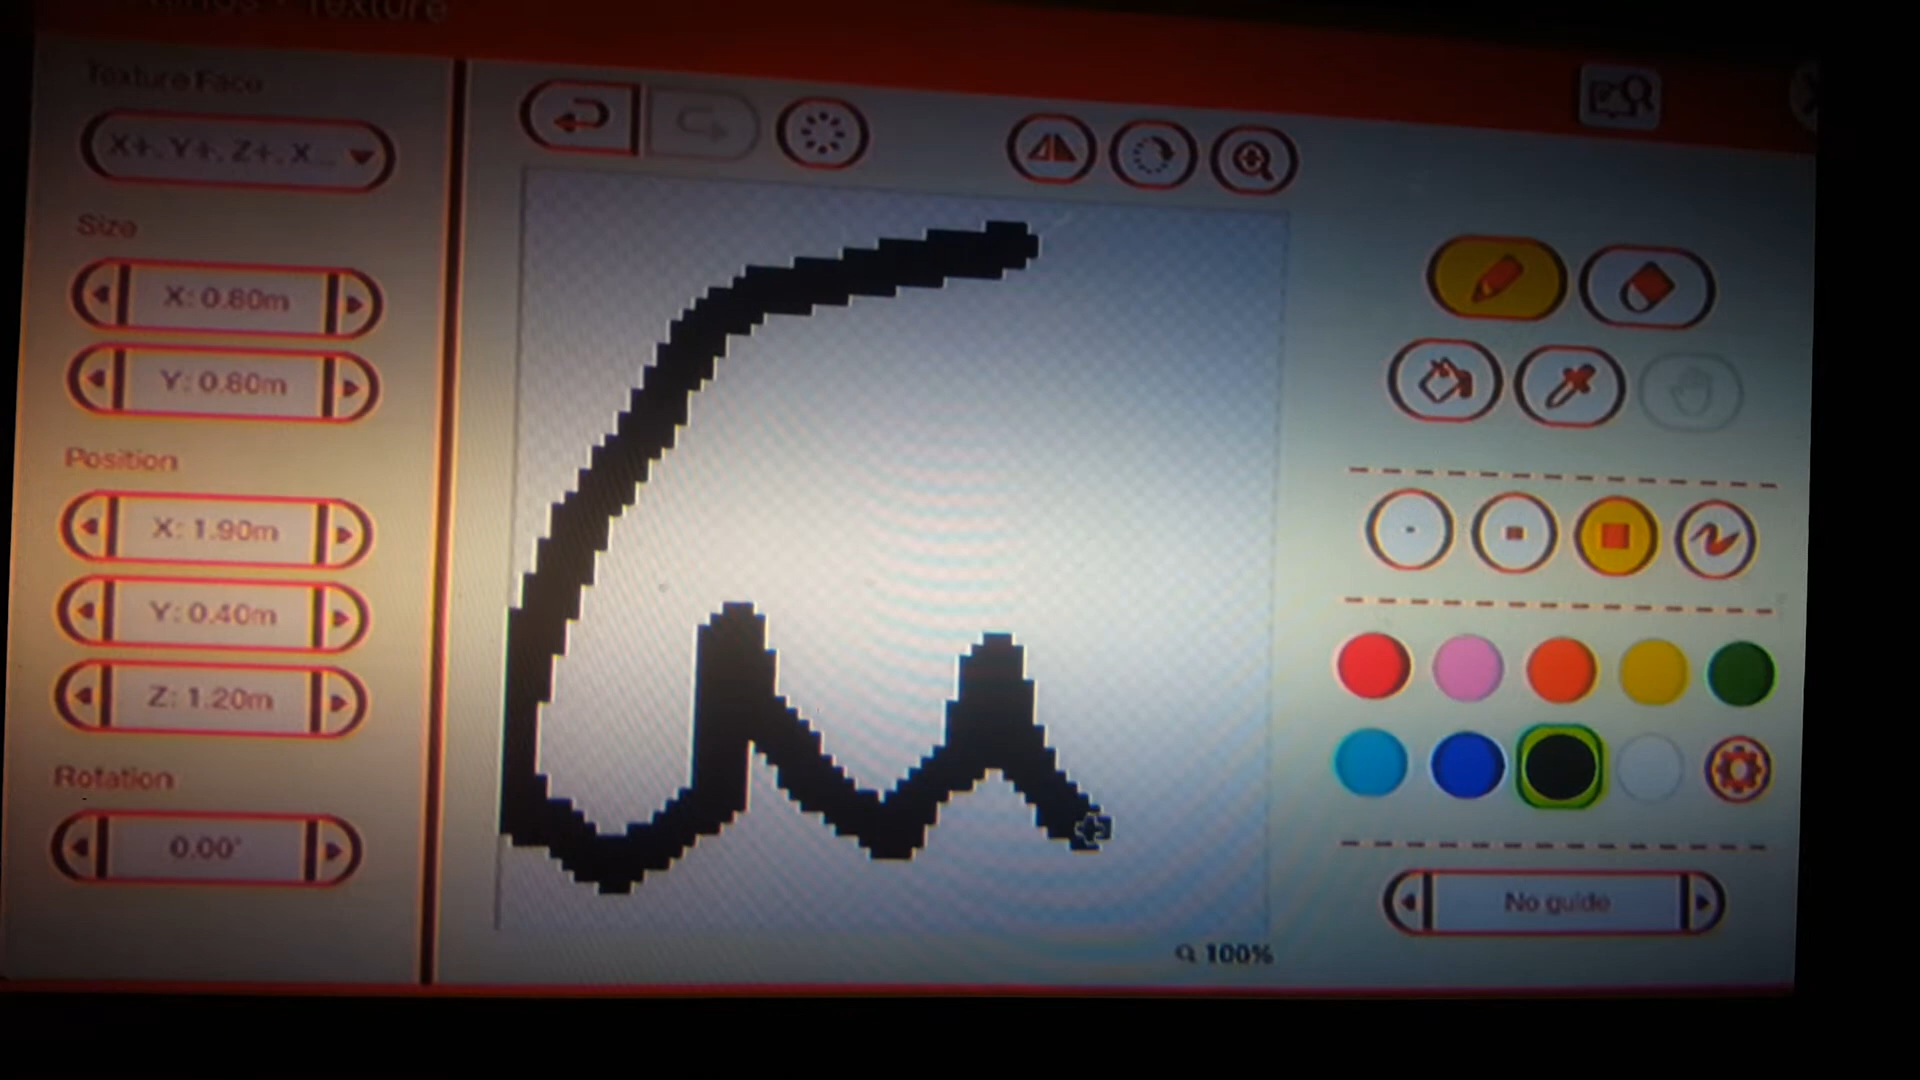 Texture
Texture Face
X+, Y+, Z+, X...
Size
X: 0.80m
Y: 0.80m
Position
X: 1.90m
Y: 0.40m
Z: 1.20m
Rotation
0.00°
100%
No guide